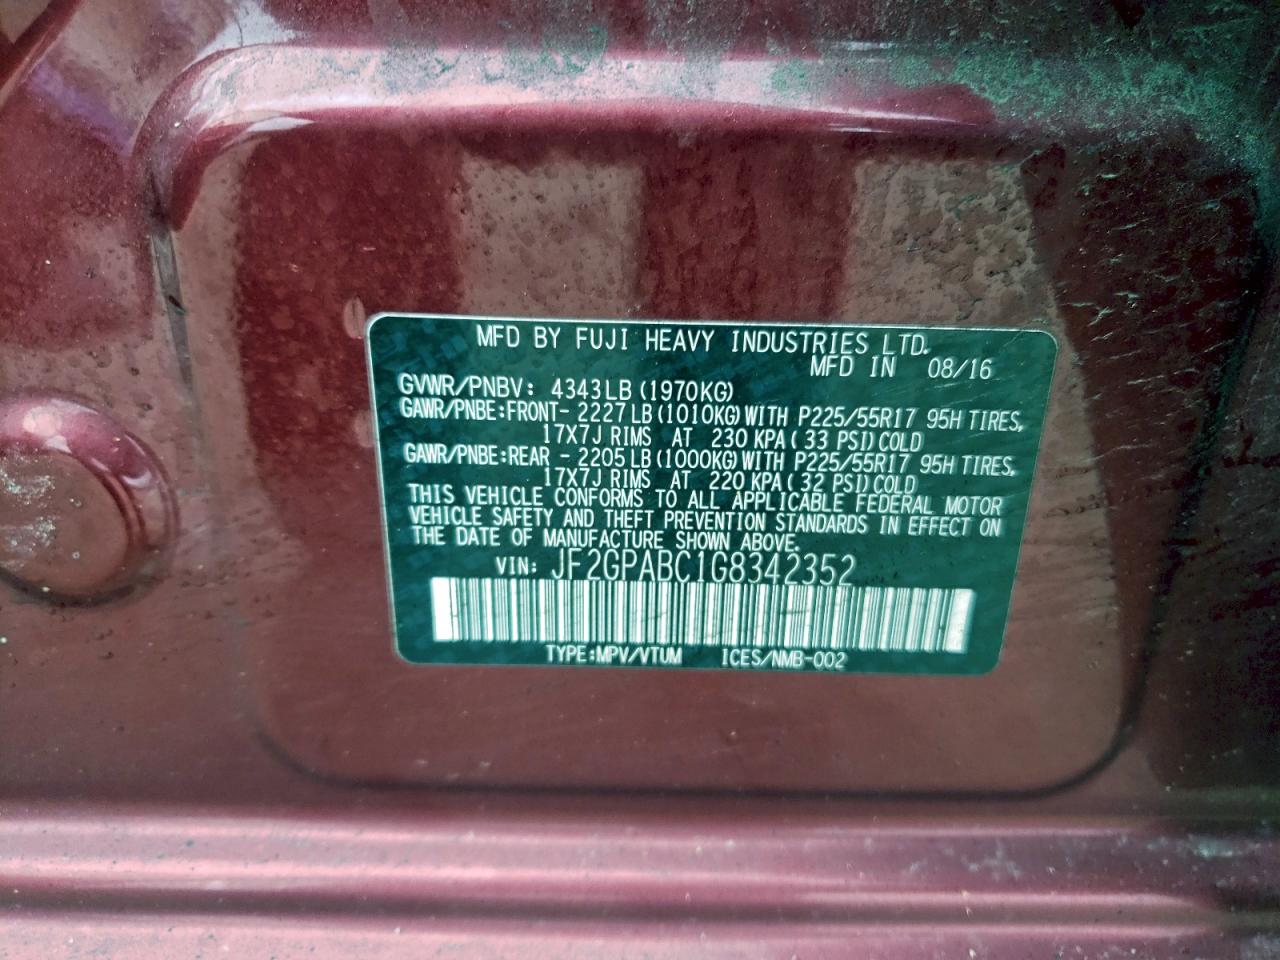 MFD BY FUJI HEAVY INDUSTRIES LTD.
MFD IN 08/16
GVWR/PNBV: 4343LB (1970KG)
GAWR/PNBE:FRONT- 2227LB (1010KG) WITH P225/55R17 95H TIRES,
17X7J RIMS AT 230 KPA ( 33 PSI) COLD
GAWR/PNBE:REAR - 2205LB (1000KG) WITH P225/55R17 95H TIRES,
17X7J RIMS AT 220 KPA ( 32 PSI) COLD
THIS VEHICLE CONFORMS TO ALL APPLICABLE FEDERAL MOTOR
VEHICLE SAFETY AND THEFT PREVENTION STANDARDS IN EFFECT ON
THE DATE OF MANUFACTURE SHOWN ABOVE.
VIN: JF2GPABC1G8342352
TYPE:MPV/VTUM ICES/NMB-002